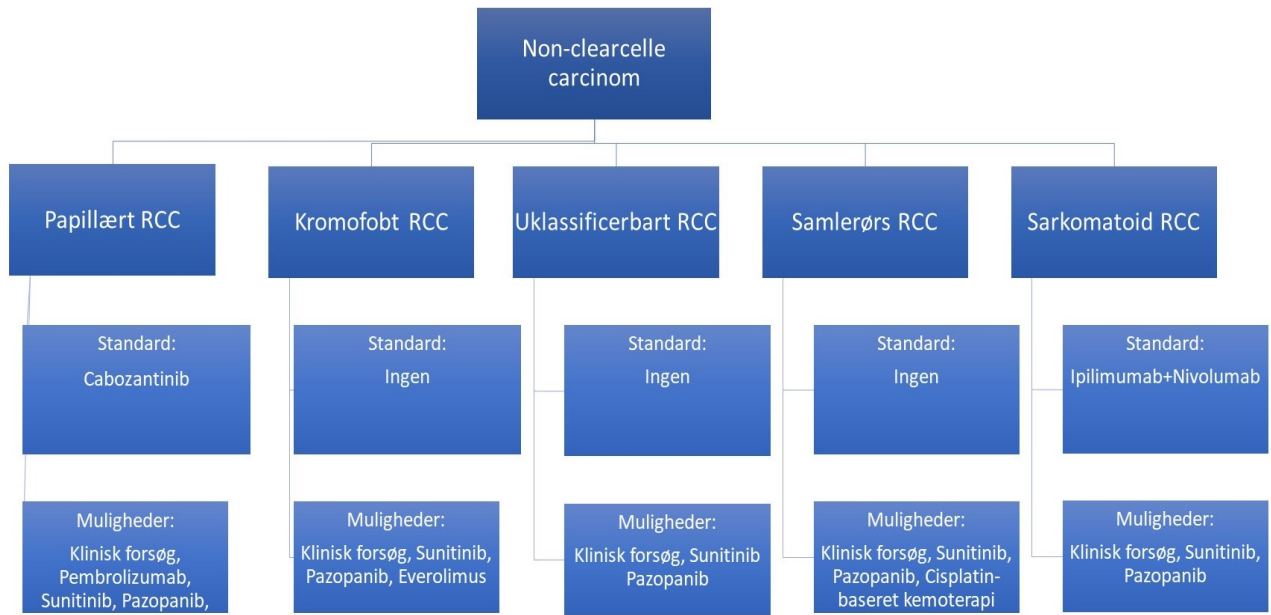 Non-clearcelle
carcinom
Papillært RCC
Kromofobt RCC
Uklassificerbart RCC
Samlerørs RCC
Sarkomatoid RCC
Standard:
Cabozantinib
Standard:
Ingen
Standard:
Ingen
Standard:
Ingen
Standard:
Ipilimumab+Nivolumab
Muligheder:
Klinisk forsøg,
Pembrolizumab,
Sunitinib, Pazopanib,
Muligheder:
Klinisk forsøg, Sunitinib,
Pazopanib, Everolimus
Muligheder:
Klinisk forsøg, Sunitinib
Pazopanib
Muligheder:
Klinisk forsøg, Sunitinib,
Pazopanib, Cisplatin-
baseret kemoterapi
Muligheder:
Klinisk forsøg, Sunitinib,
Pazopanib